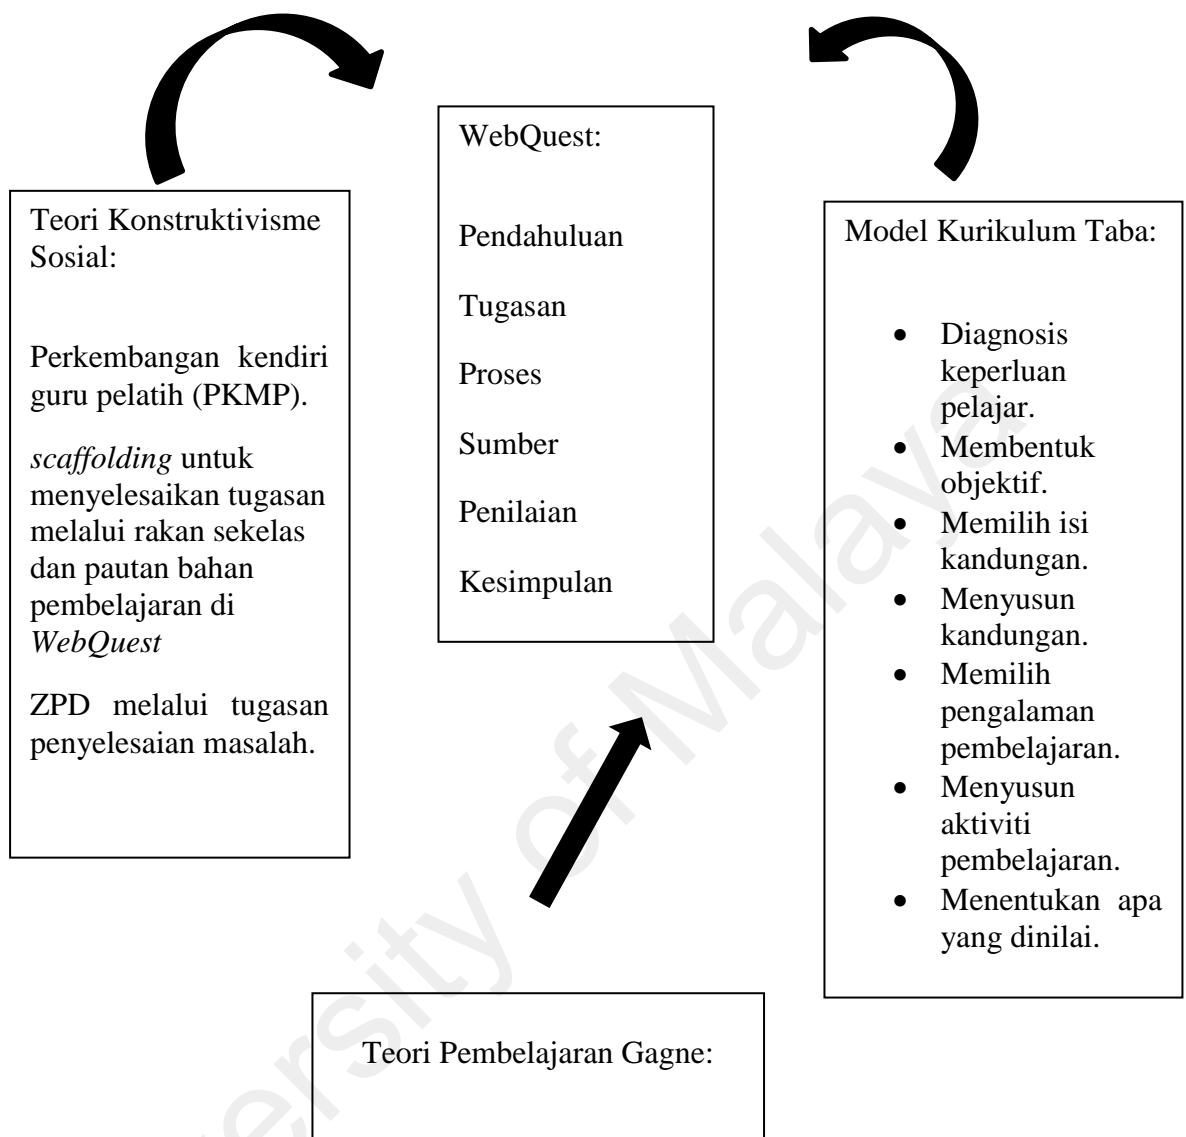 WebQuest:
Pendahuluan
Tugasan
Proses
Sumber
Penilaian
Kesimpulan
Teori Konstruktivisme
Sosial:
Perkembangan kendiri
guru pelatih (PKMP).
scaffolding untuk
menyelesaikan tugasan
melalui rakan sekelas
dan pautan bahan
pembelajaran di
WebQuest
ZPD melalui tugasan
penyelesaian masalah.
Model Kurikulum Taba:
• Diagnosis
keperluan
pelajar.
• Membentuk
objektif.
• Memilih isi
kandungan.
• Menyusun
kandungan.
• Memilih
pengalaman
pembelajaran.
• Menyusun
aktiviti
pembelajaran.
• Menentukan apa
yang dinilai.
Teori Pembelajaran Gagne:
ersity of Malaya